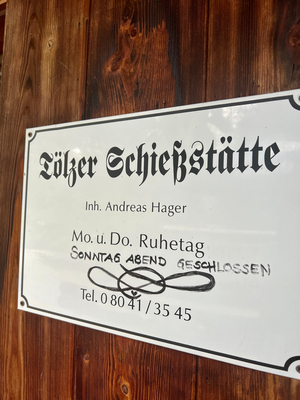 Tölzer Schießstätte
Inh. Andreas Hager
Mo. u. Do. Ruhetag
SONNTAG ABEND GESCHLOSSEN
Tel. 0 80 41 / 35 45